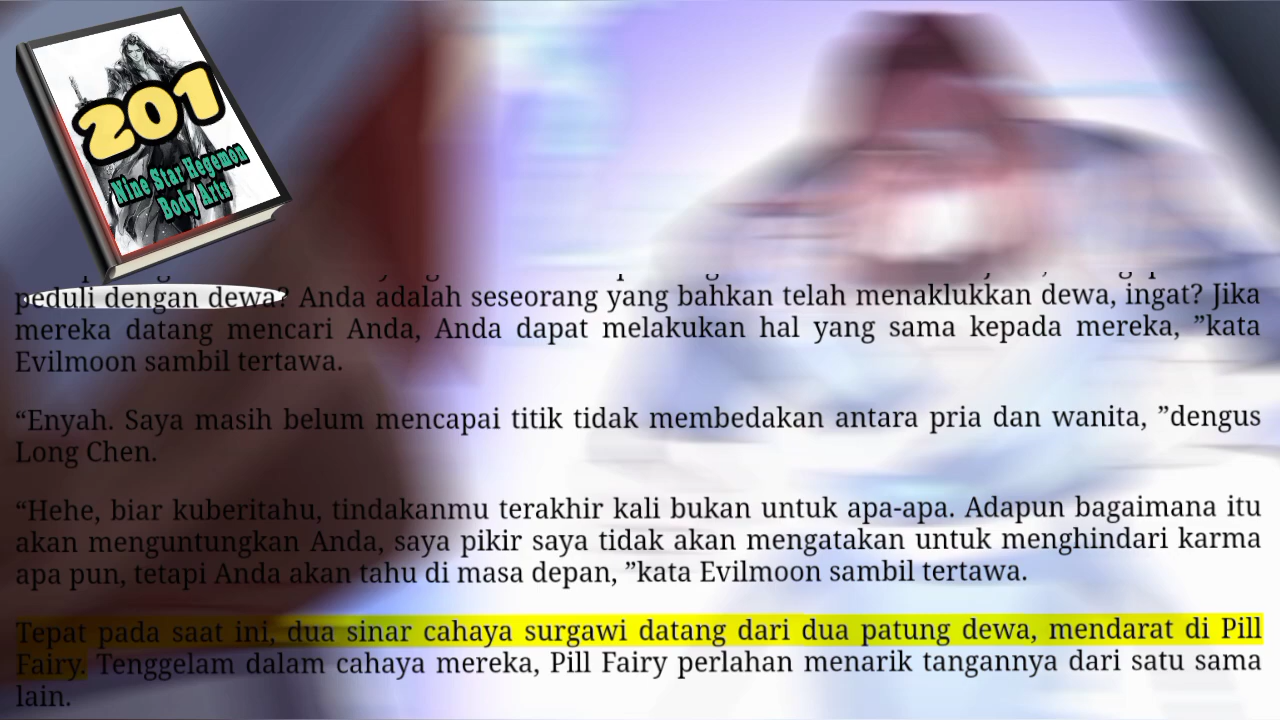 201
Nine Star Hegemon
Body Arts
peduli dengan dewa? Anda adalah seseorang yang bahkan telah menaklukkan dewa, ingat? Jika
mereka datang mencari Anda, Anda dapat melakukan hal yang sama kepada mereka, ”kata
Evilmoon sambil tertawa.
“Enyah. Saya masih belum mencapai titik tidak membedakan antara pria dan wanita, ”dengus
Long Chen.
“Hehe, biar kuberitahu, tindakanmu terakhir kali bukan untuk apa-apa. Adapun bagaimana itu
akan menguntungkan Anda, saya pikir saya tidak akan mengatakan untuk menghindari karma
apa pun, tetapi Anda akan tahu di masa depan, ”kata Evilmoon sambil tertawa.
Tepat pada saat ini, dua sinar cahaya surgawi datang dari dua patung dewa, mendarat di Pill
Fairy. Tenggelam dalam cahaya mereka, Pill Fairy perlahan menarik tangannya dari satu sama
lain.